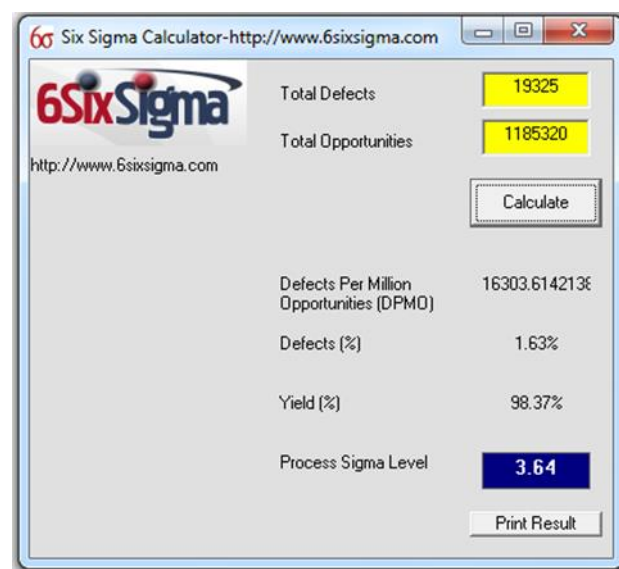 6σ Six Sigma Calculator-http://www.6sixsigma.com
6SixSigma
http://www.6sixsigma.com
Total Defects 19325
Total Opportunities 1185320
Calculate
Defects Per Million
Opportunities (DPMO) 16303.6142138
Defects (%) 1.63%
Yield (%) 98.37%
Process Sigma Level 3.64
Print Result